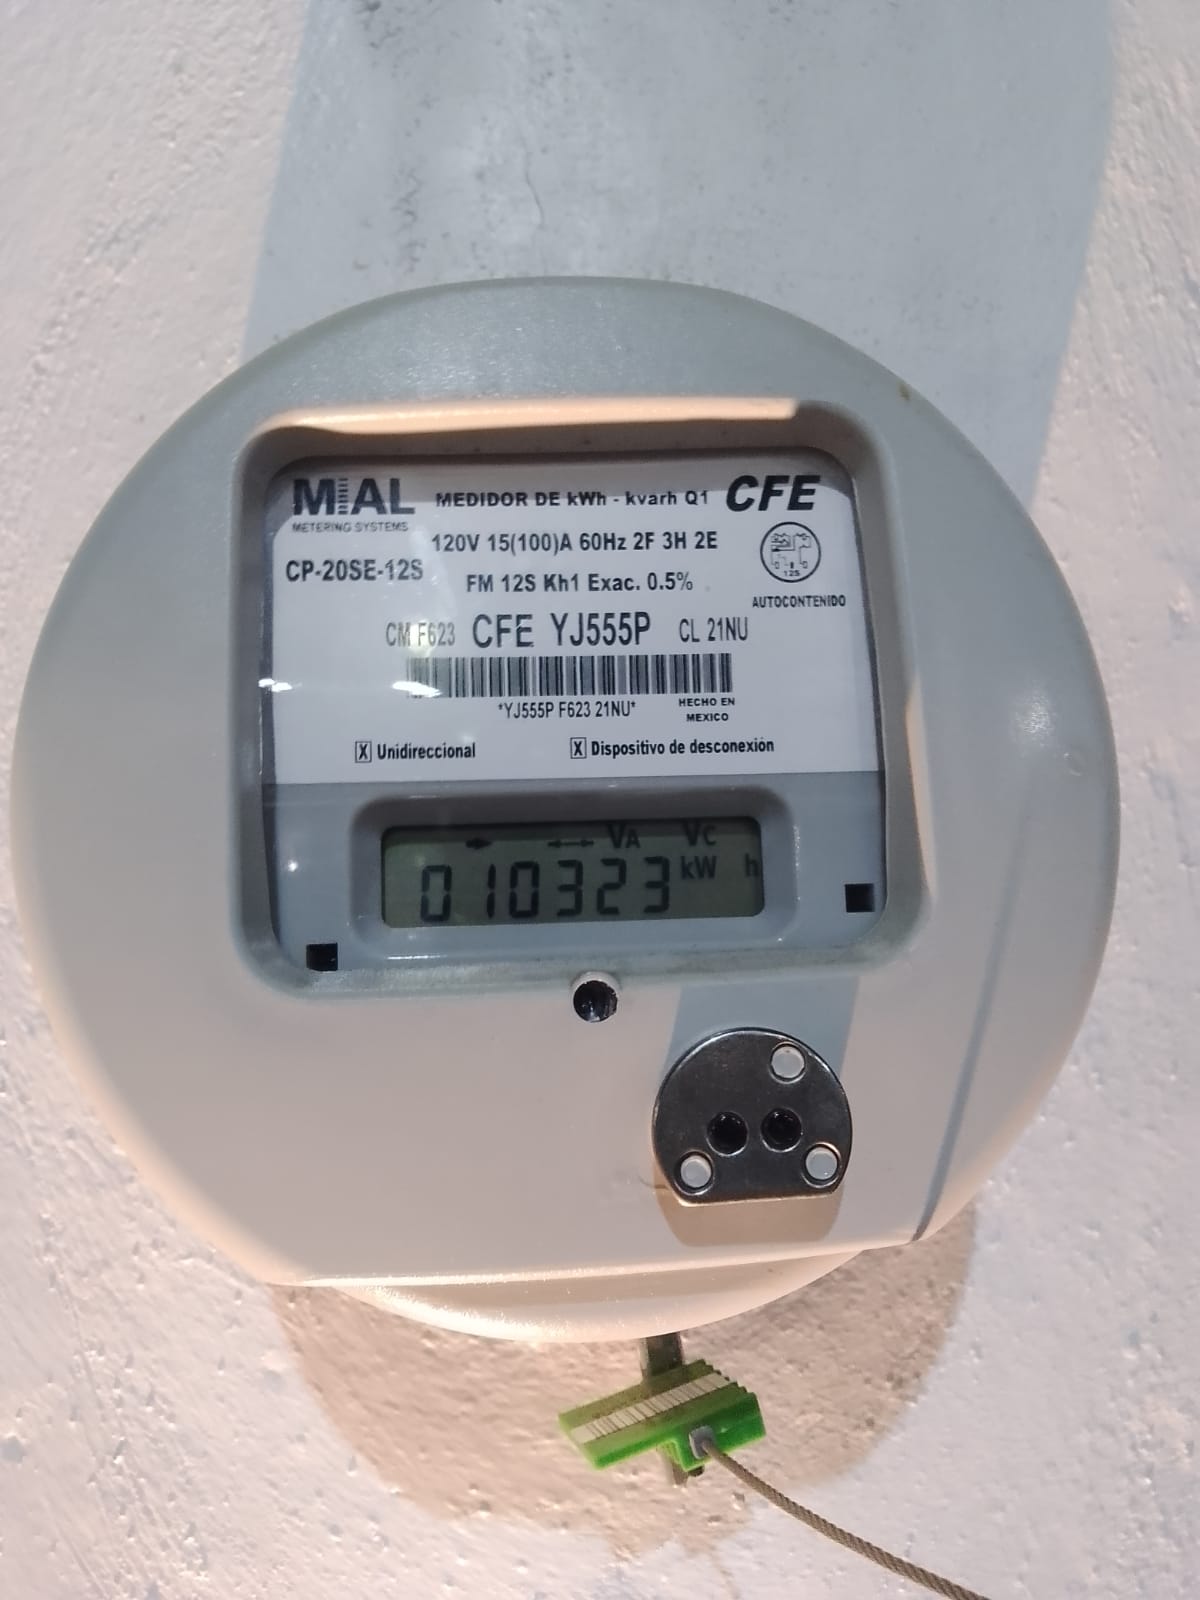 MIAL MEDIDOR DE kWh - kvarh Q1 CFE
METERING SYSTEMS
120V 15(100)A 60Hz 2F 3H 2E
CP-20SE-12S
FM 12S Kh1 Exac. 0.5%
12S
AUTOCONTENIDO
CM F623 CFE YJ555P CL 21NU
*YJ555P F623 21NU*
HECHO EN
MEXICO
X Unidireccional
X Dispositivo de desconexión
VA VC
010323 kW h